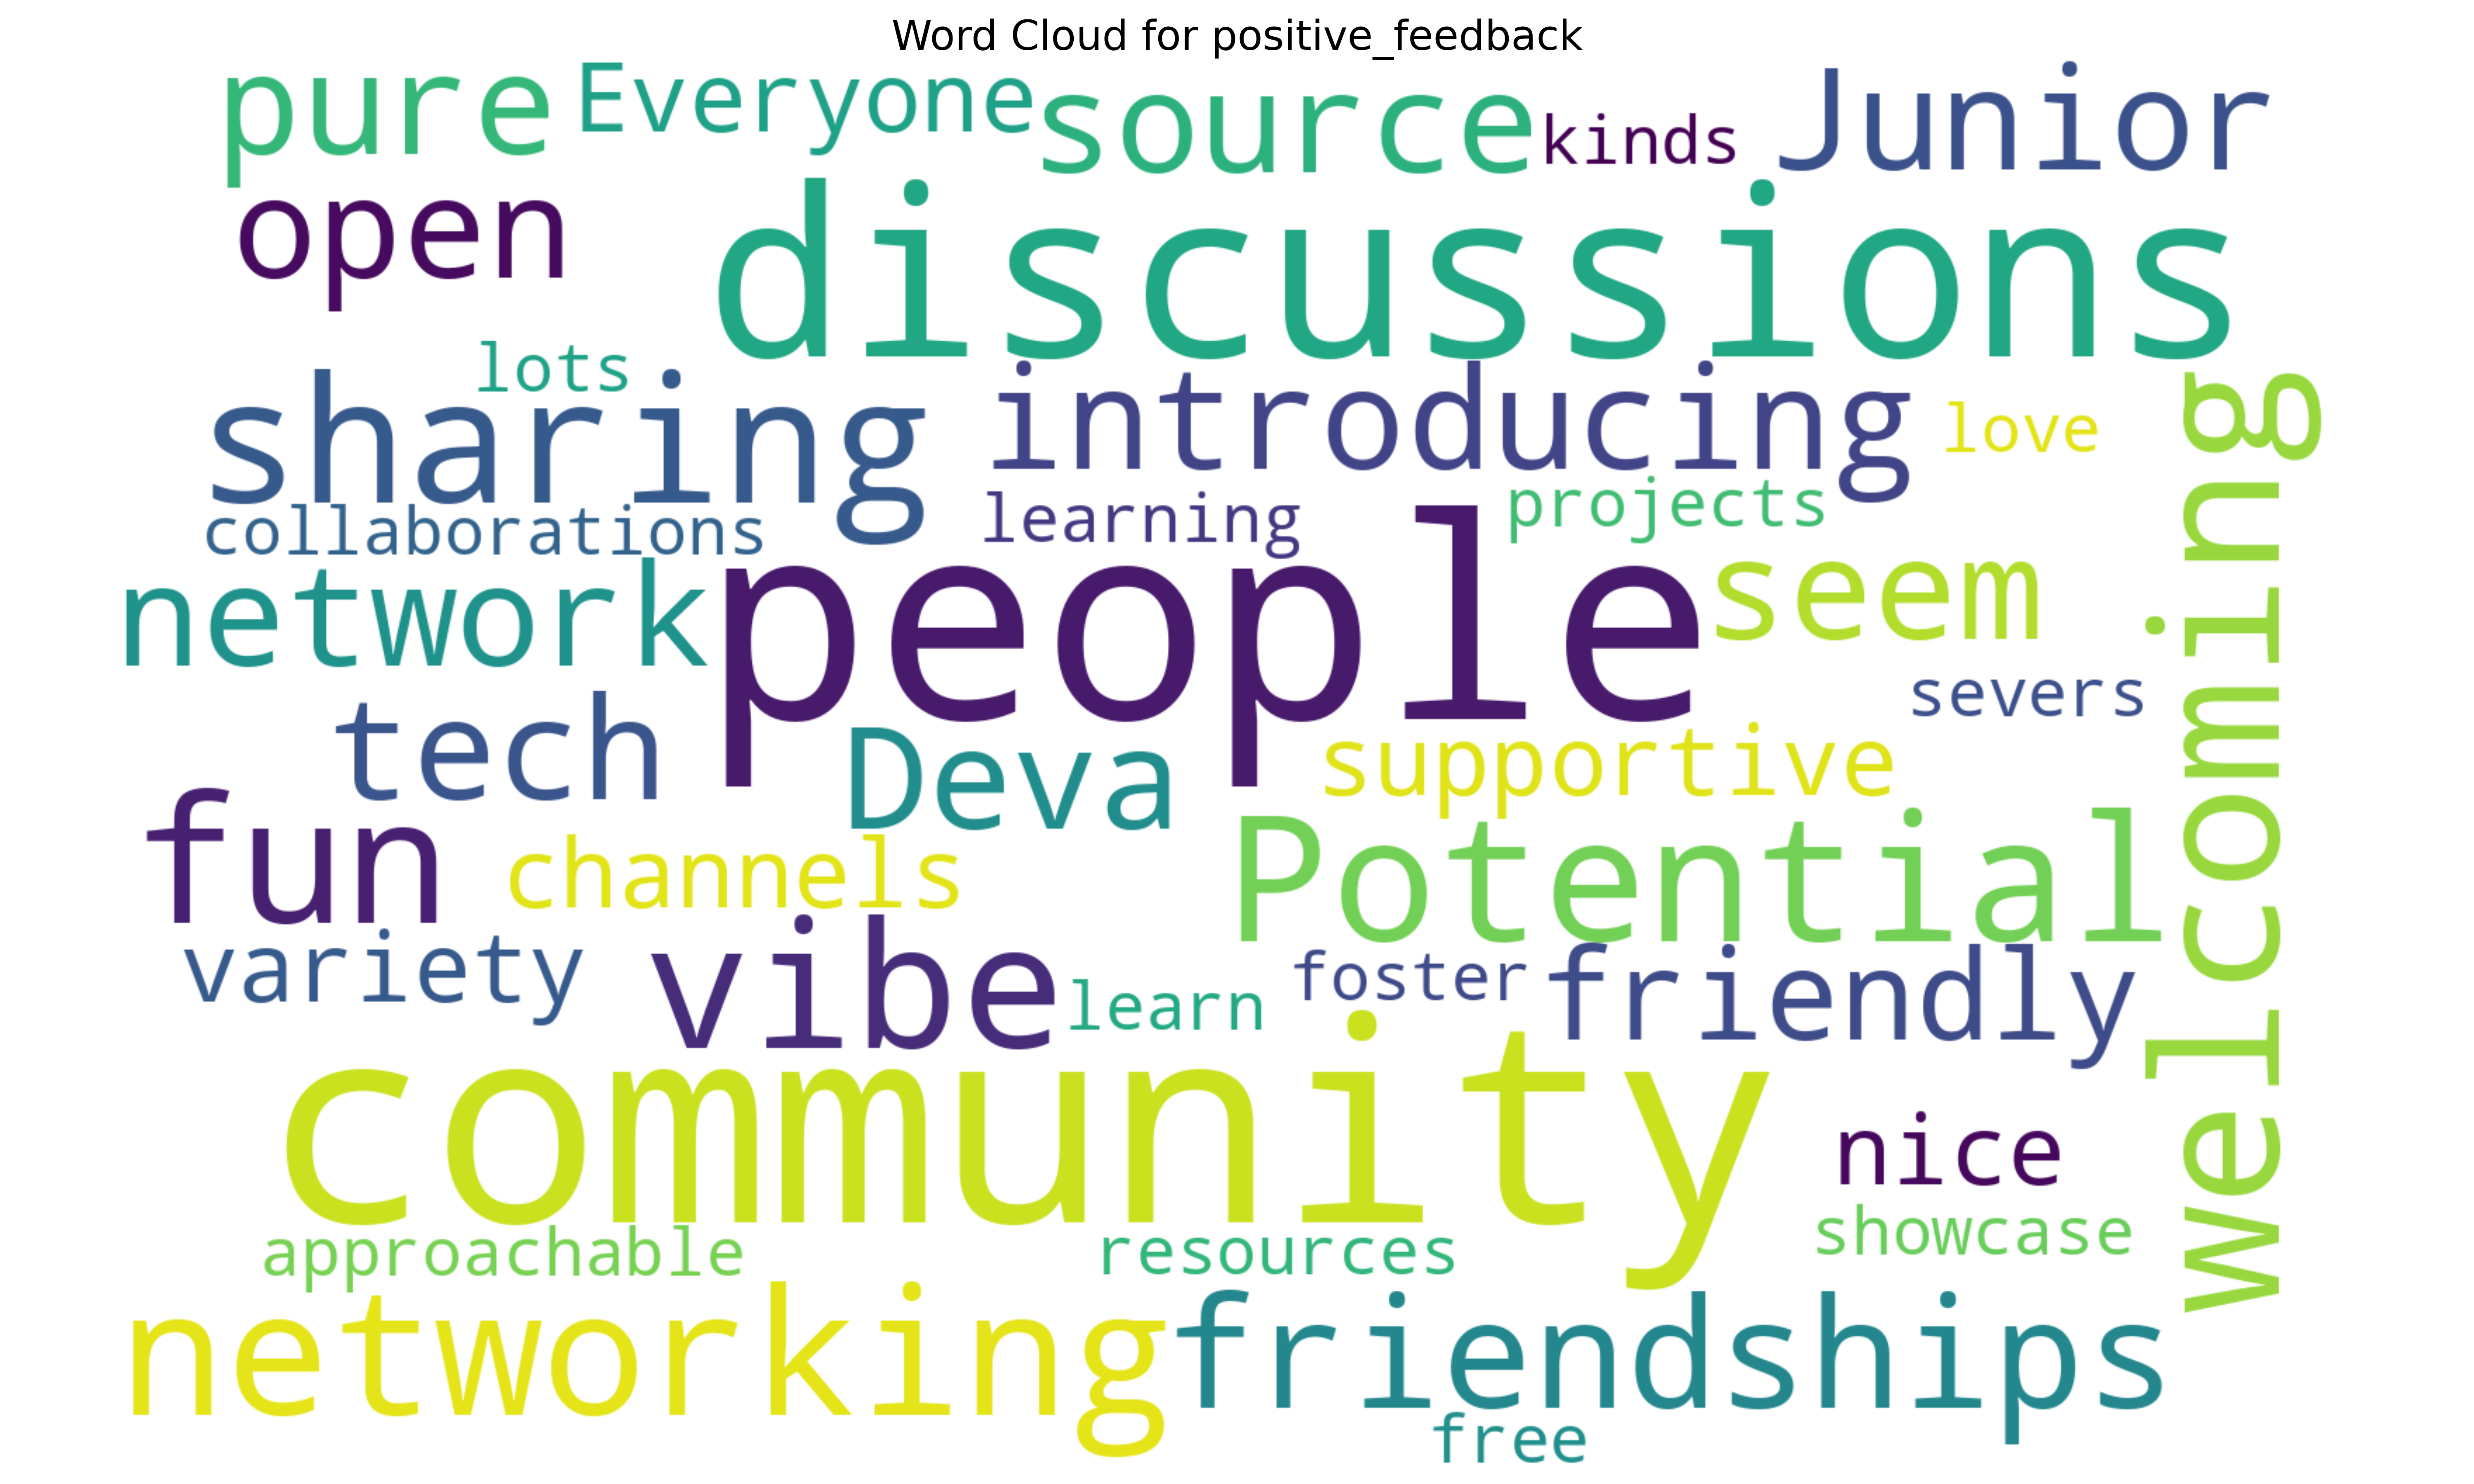 Word Cloud for positive_feedback
pure
Everyone
source
kinds
Junior
open
discussions
lots
sharing
introducing
love
welcoming
collaborations
learning
projects
network
people
seem
severs
tech
Deva
supportive
fun
channels
Potential
variety
vibe
learn
foster
friendly
community
nice
approachable
resources
showcase
networking
friendships
free